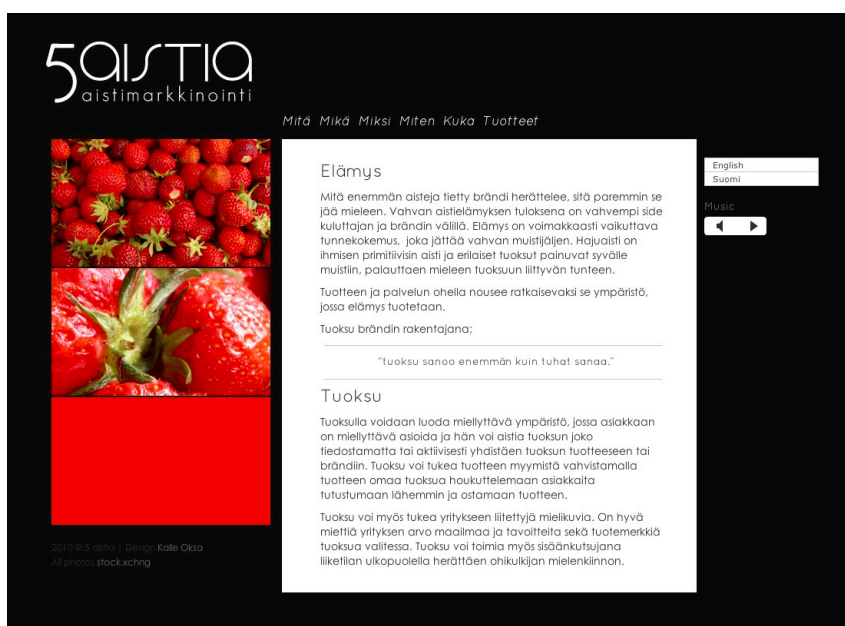 5aistia
aistimarkkinointi
Mitä Mikä Miksi Miten Kuka Tuotteet
Elämys
Mitä enemmän aisteja tietty brändi herättelee, sitä paremmin se
jää mieleen. Vahvan aistielämyksen tuloksena on vahvempi side
kuluttajan ja brändin välillä. Elämys on voimakkaasti vaikuttava
tunnekokemus, joka jättää vahvan muistijäljen. Hajuaisti on
ihmisen primitiivisin aisti ja erilaiset tuoksut painuvat syvälle
muistiin, palauttaen mieleen tuoksuun liittyvän tunteen.
Tuotteen ja palvelun ohella nousee ratkaisevaksi se ympäristö,
jossa elämys tuotetaan.
Tuoksu brändin rakentajana;
"tuoksu sanoo enemmän kuin tuhat sanaa."
Tuoksu
Tuoksulla voidaan luoda miellyttävä ympäristö, jossa asiakkaan
on miellyttävä asioida ja hän voi aistia tuoksun joko
tiedostamatta tai aktiivisesti yhdistäen tuoksun tuotteeseen tai
brändiin. Tuoksu voi tukea tuotteen myymistä vahvistamalla
tuotteen omaa tuoksua houkuttelemaan asiakkaita
tutustumaan lähemmin ja ostamaan tuotteen.
Tuoksu voi myös tukea yritykseen liitettyjä mielikuvia. On hyvä
miettiä yrityksen arvo maailmaa ja tavoitteita sekä tuotemerkkiä
tuoksua valitessa. Tuoksu voi toimia myös sisäänkutsujana
liiketilan ulkopuolella herättäen ohikulkijan mielenkiinnon.
English
Suomi
Music
2010 © 5 aistia | Design Kalle Oksa
All photos stock.xchng